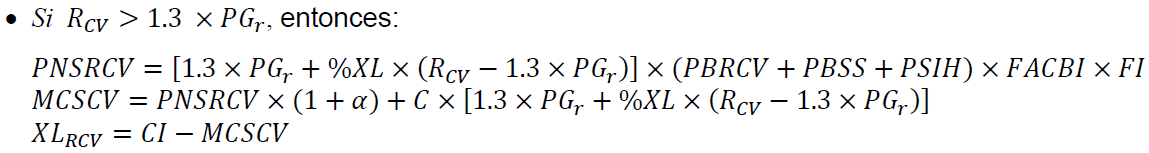 • Si R_CV > 1.3 × PG_r, entonces:
PNSRCV = [1.3 × PG_r + %XL × (R_CV − 1.3 × PG_r)] × (PBRCV + PBSS + PSIH) × FACBI × FI
MCSCV = PNSRCV × (1 + α) + C × [1.3 × PG_r + %XL × (R_CV − 1.3 × PG_r)]
XL_RCV = CI − MCSCV